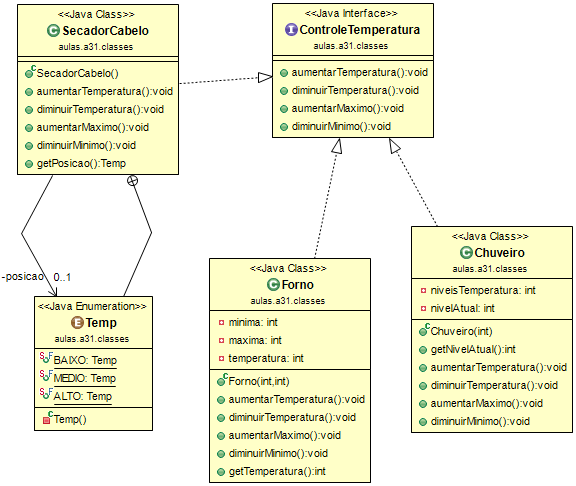 <<Java Class>>
SecadorCabelo
aulas.a31.classes
SecadorCabelo()
aumentarTemperatura():void
diminuirTemperatura():void
aumentarMaximo():void
diminuirMinimo():void
getPosicao():Temp
<<Java Interface>>
ControleTemperatura
aulas.a31.classes
aumentarTemperatura():void
diminuirTemperatura():void
aumentarMaximo():void
diminuirMinimo():void
-posicao 0..1
<<Java Enumeration>>
Temp
aulas.a31.classes
BAIXO: Temp
MEDIO: Temp
ALTO: Temp
Temp()
<<Java Class>>
Forno
aulas.a31.classes
minima: int
maxima: int
temperatura: int
Forno(int,int)
aumentarTemperatura():void
diminuirTemperatura():void
aumentarMaximo():void
diminuirMinimo():void
getTemperatura():int
<<Java Class>>
Chuveiro
aulas.a31.classes
niveisTemperatura: int
nivelAtual: int
Chuveiro(int)
getNivelAtual():int
aumentarTemperatura():void
diminuirTemperatura():void
aumentarMaximo():void
diminuirMinimo():void